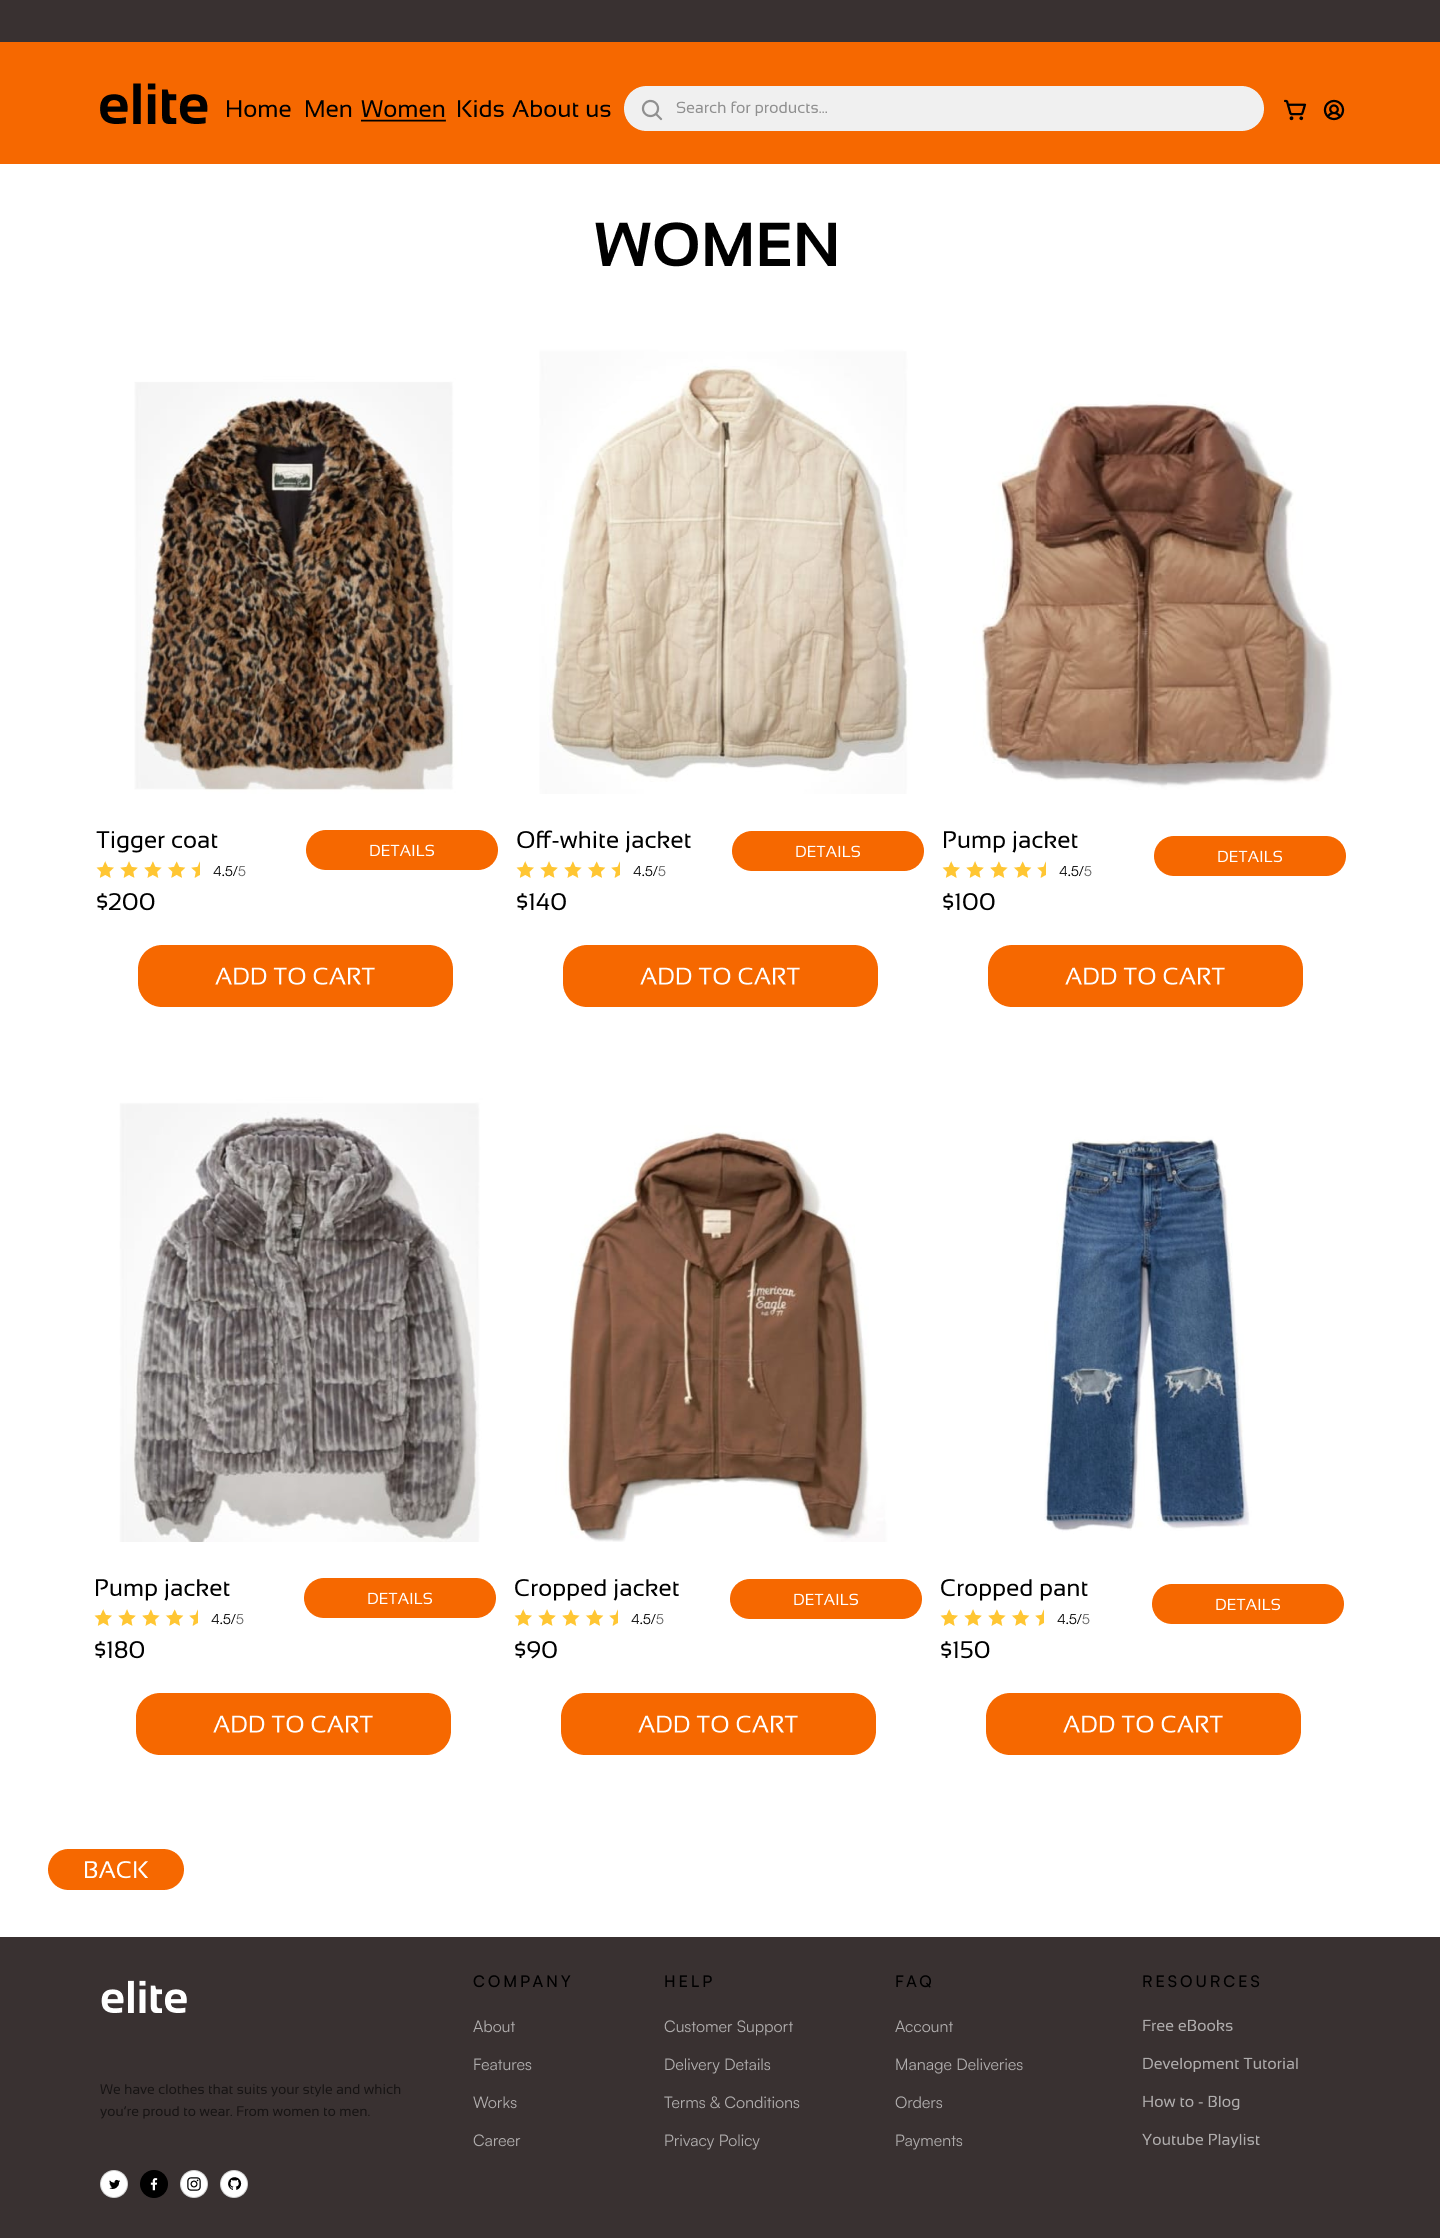 elite Home Men Women Kids About us Search for products...
WOMEN
Tigger coat DETAILS
4.5/5
$200
ADD TO CART
Off-white jacket DETAILS
4.5/5
$140
ADD TO CART
Pump jacket DETAILS
4.5/5
$100
ADD TO CART
American
Eagle
77
Pump jacket DETAILS
4.5/5
$180
ADD TO CART
Cropped jacket DETAILS
4.5/5
$90
ADD TO CART
Cropped pant DETAILS
4.5/5
$150
ADD TO CART
BACK
elite
We have clothes that suits your style and which
you're proud to wear. From women to men.
COMPANY
About
Features
Works
Career
HELP
Customer Support
Delivery Details
Terms & Conditions
Privacy Policy
FAQ
Account
Manage Deliveries
Orders
Payments
RESOURCES
Free eBooks
Development Tutorial
How to - Blog
Youtube Playlist